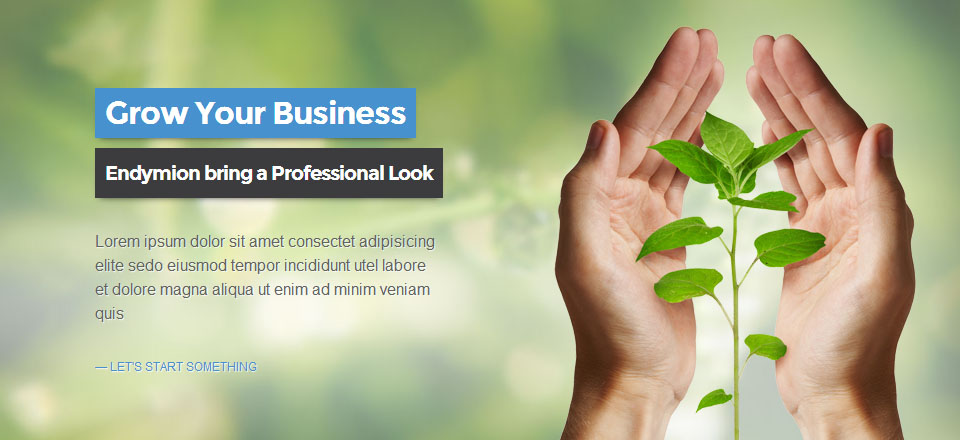 Grow Your Business
Endymion bring a Professional Look
Lorem ipsum dolor sit amet consectet adipisicing
elite sedo eiusmod tempor incididunt utel labore
et dolore magna aliqua ut enim ad minim veniam
quis
— LET'S START SOMETHING